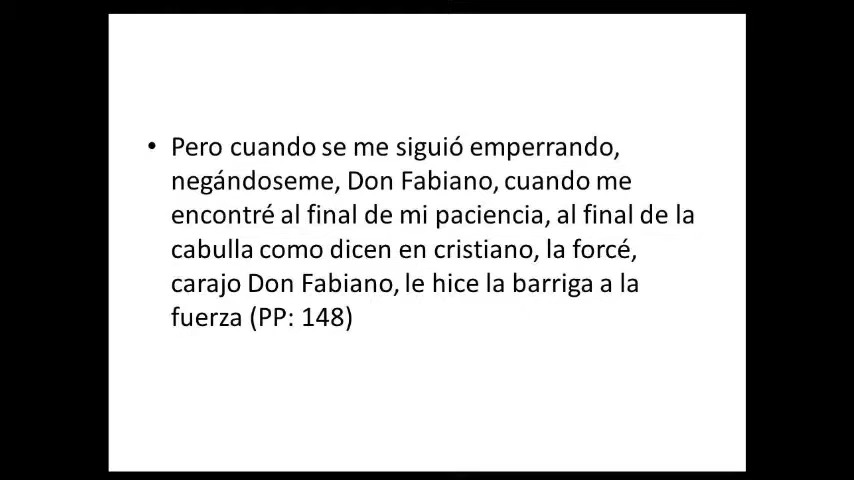 • Pero cuando se me siguió emperrando,
negándoseme, Don Fabiano, cuando me
encontré al final de mi paciencia, al final de la
cabulla como dicen en cristiano, la forcé,
carajo Don Fabiano, le hice la barriga a la
fuerza (PP: 148)